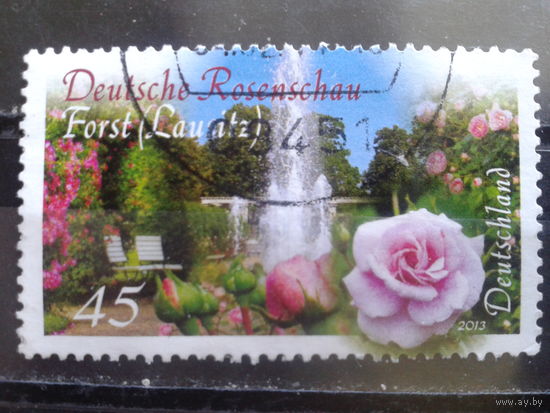 Deutsche Rosenschau
Forst (Lausitz)
45
Deutschland
2013
www.ay.by